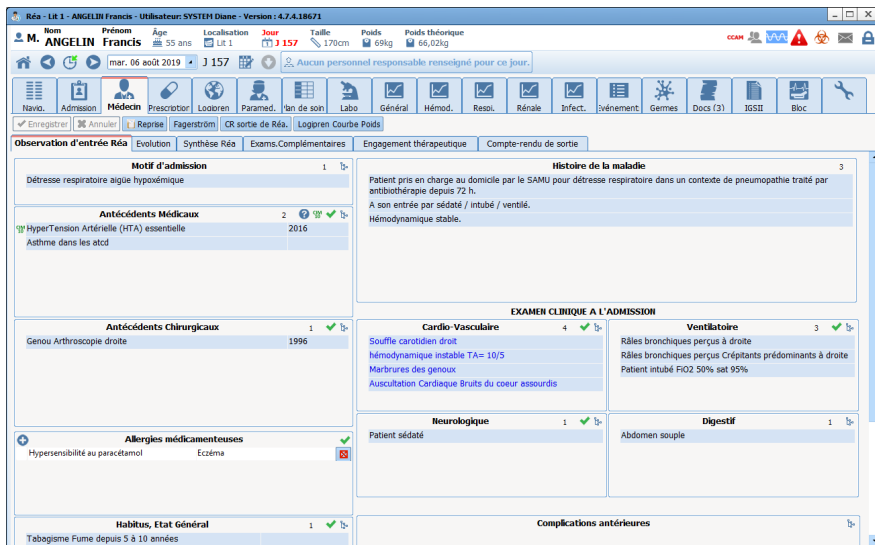 Réa - Lit 1 - ANGELIN Francis - Utilisateur: SYSTEM Diane - Version : 4.7.4.18671
Nom Prénom Âge Localisation Jour Taille Poids Poids théorique
M. ANGELIN Francis 55 ans Lit 1 J 157 170cm 69kg 66,02kg
CCAM
mar. 06 août 2019 J 157 Aucun personnel responsable renseigné pour ce jour.
Navig. Admission Médecin Prescription Logipren Paramed. Plan de soin Labo Général Hémod. Respi. Rénale Infect. Evénement Germes Docs (3) IGSII Bloc
Enregistrer Annuler Reprise Fagerström CR sortie de Réa. Logipren Courbe Poids
Observation d'entrée Réa Evolution Synthèse Réa Exams.Complémentaires Engagement thérapeutique Compte-rendu de sortie
Motif d'admission 1
Détresse respiratoire aigüe hypoxémique
Histoire de la maladie 3
Patient pris en charge au domicile par le SAMU pour détresse respiratoire dans un contexte de pneumopathie traité par
antibiothérapie depuis 72 h.
A son entrée par sédaté / intubé / ventilé.
Hémodynamique stable.
Antécédents Médicaux 2
HyperTension Artérielle (HTA) essentielle 2016
Asthme dans les atcd
EXAMEN CLINIQUE A L'ADMISSION
Antécédents Chirurgicaux 1
Genou Arthroscopie droite 1996
Cardio-Vasculaire 4
Souffle carotidien droit
hémodynamique instable TA= 10/5
Marbrures des genoux
Auscultation Cardiaque Bruits du coeur assourdis
Ventilatoire 3
Râles bronchiques perçus à droite
Râles bronchiques perçus Crépitants prédominants à droite
Patient intubé FiO2 50% sat 95%
Neurologique 1
Patient sédaté
Digestif 1
Abdomen souple
Allergies médicamenteuses
Hypersensibilité au paracétamol Eczéma
Habitus, Etat Général 1
Tabagisme Fume depuis 5 à 10 années
Complications antérieures